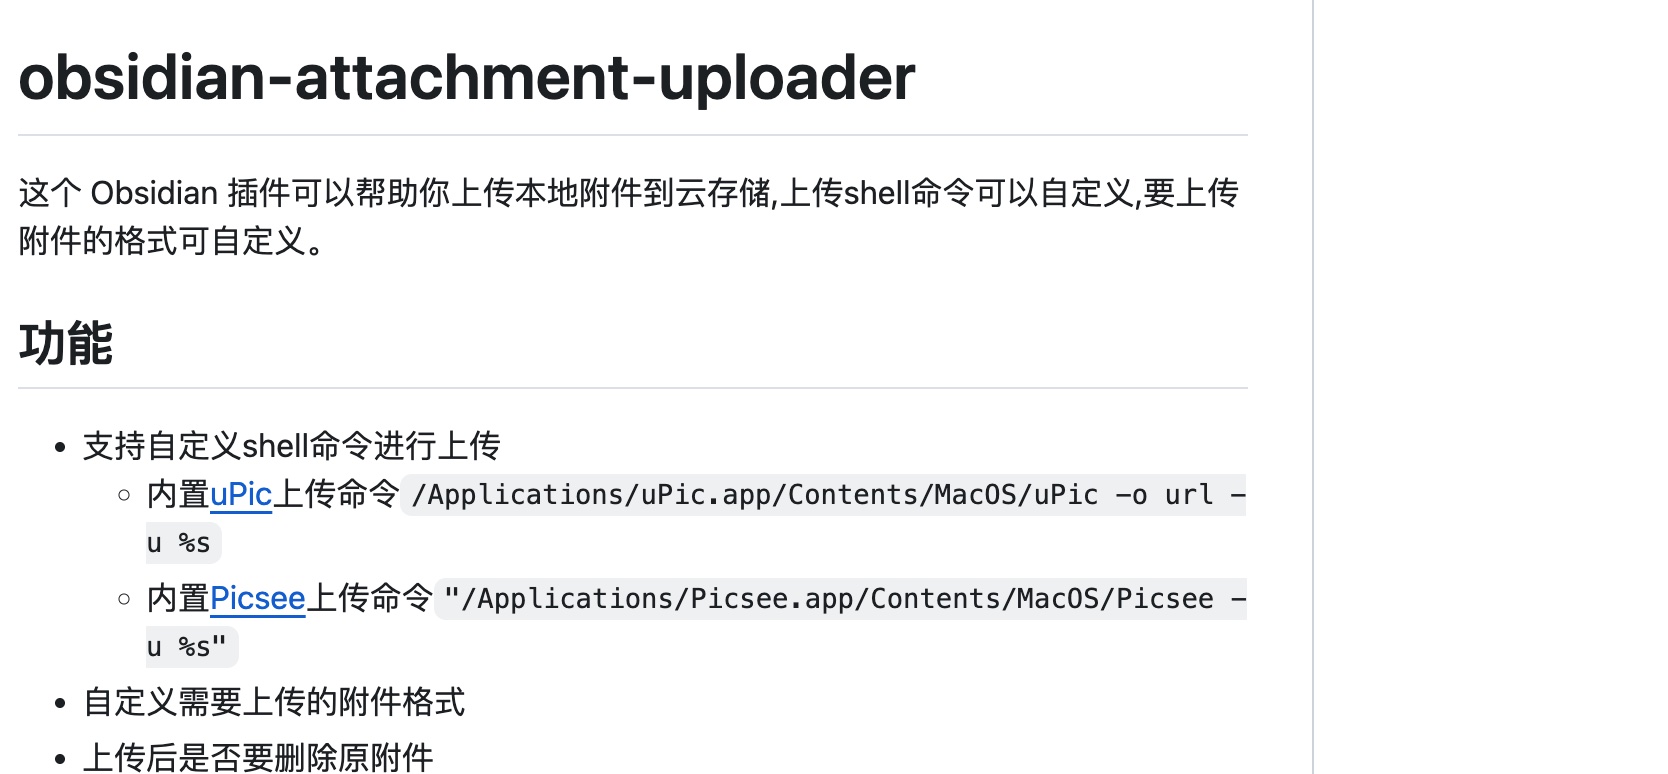 obsidian-attachment-uploader
这个 Obsidian 插件可以帮助你上传本地附件到云存储,上传shell命令可以自定义,要上传
附件的格式可自定义。
功能
支持自定义shell命令进行上传
内置uPic上传命令 /Applications/uPic.app/Contents/MacOS/uPic -o url -
u %s
内置Picsee上传命令 "/Applications/Picsee.app/Contents/MacOS/Picsee -
u %s"
自定义需要上传的附件格式
上传后是否要删除原附件